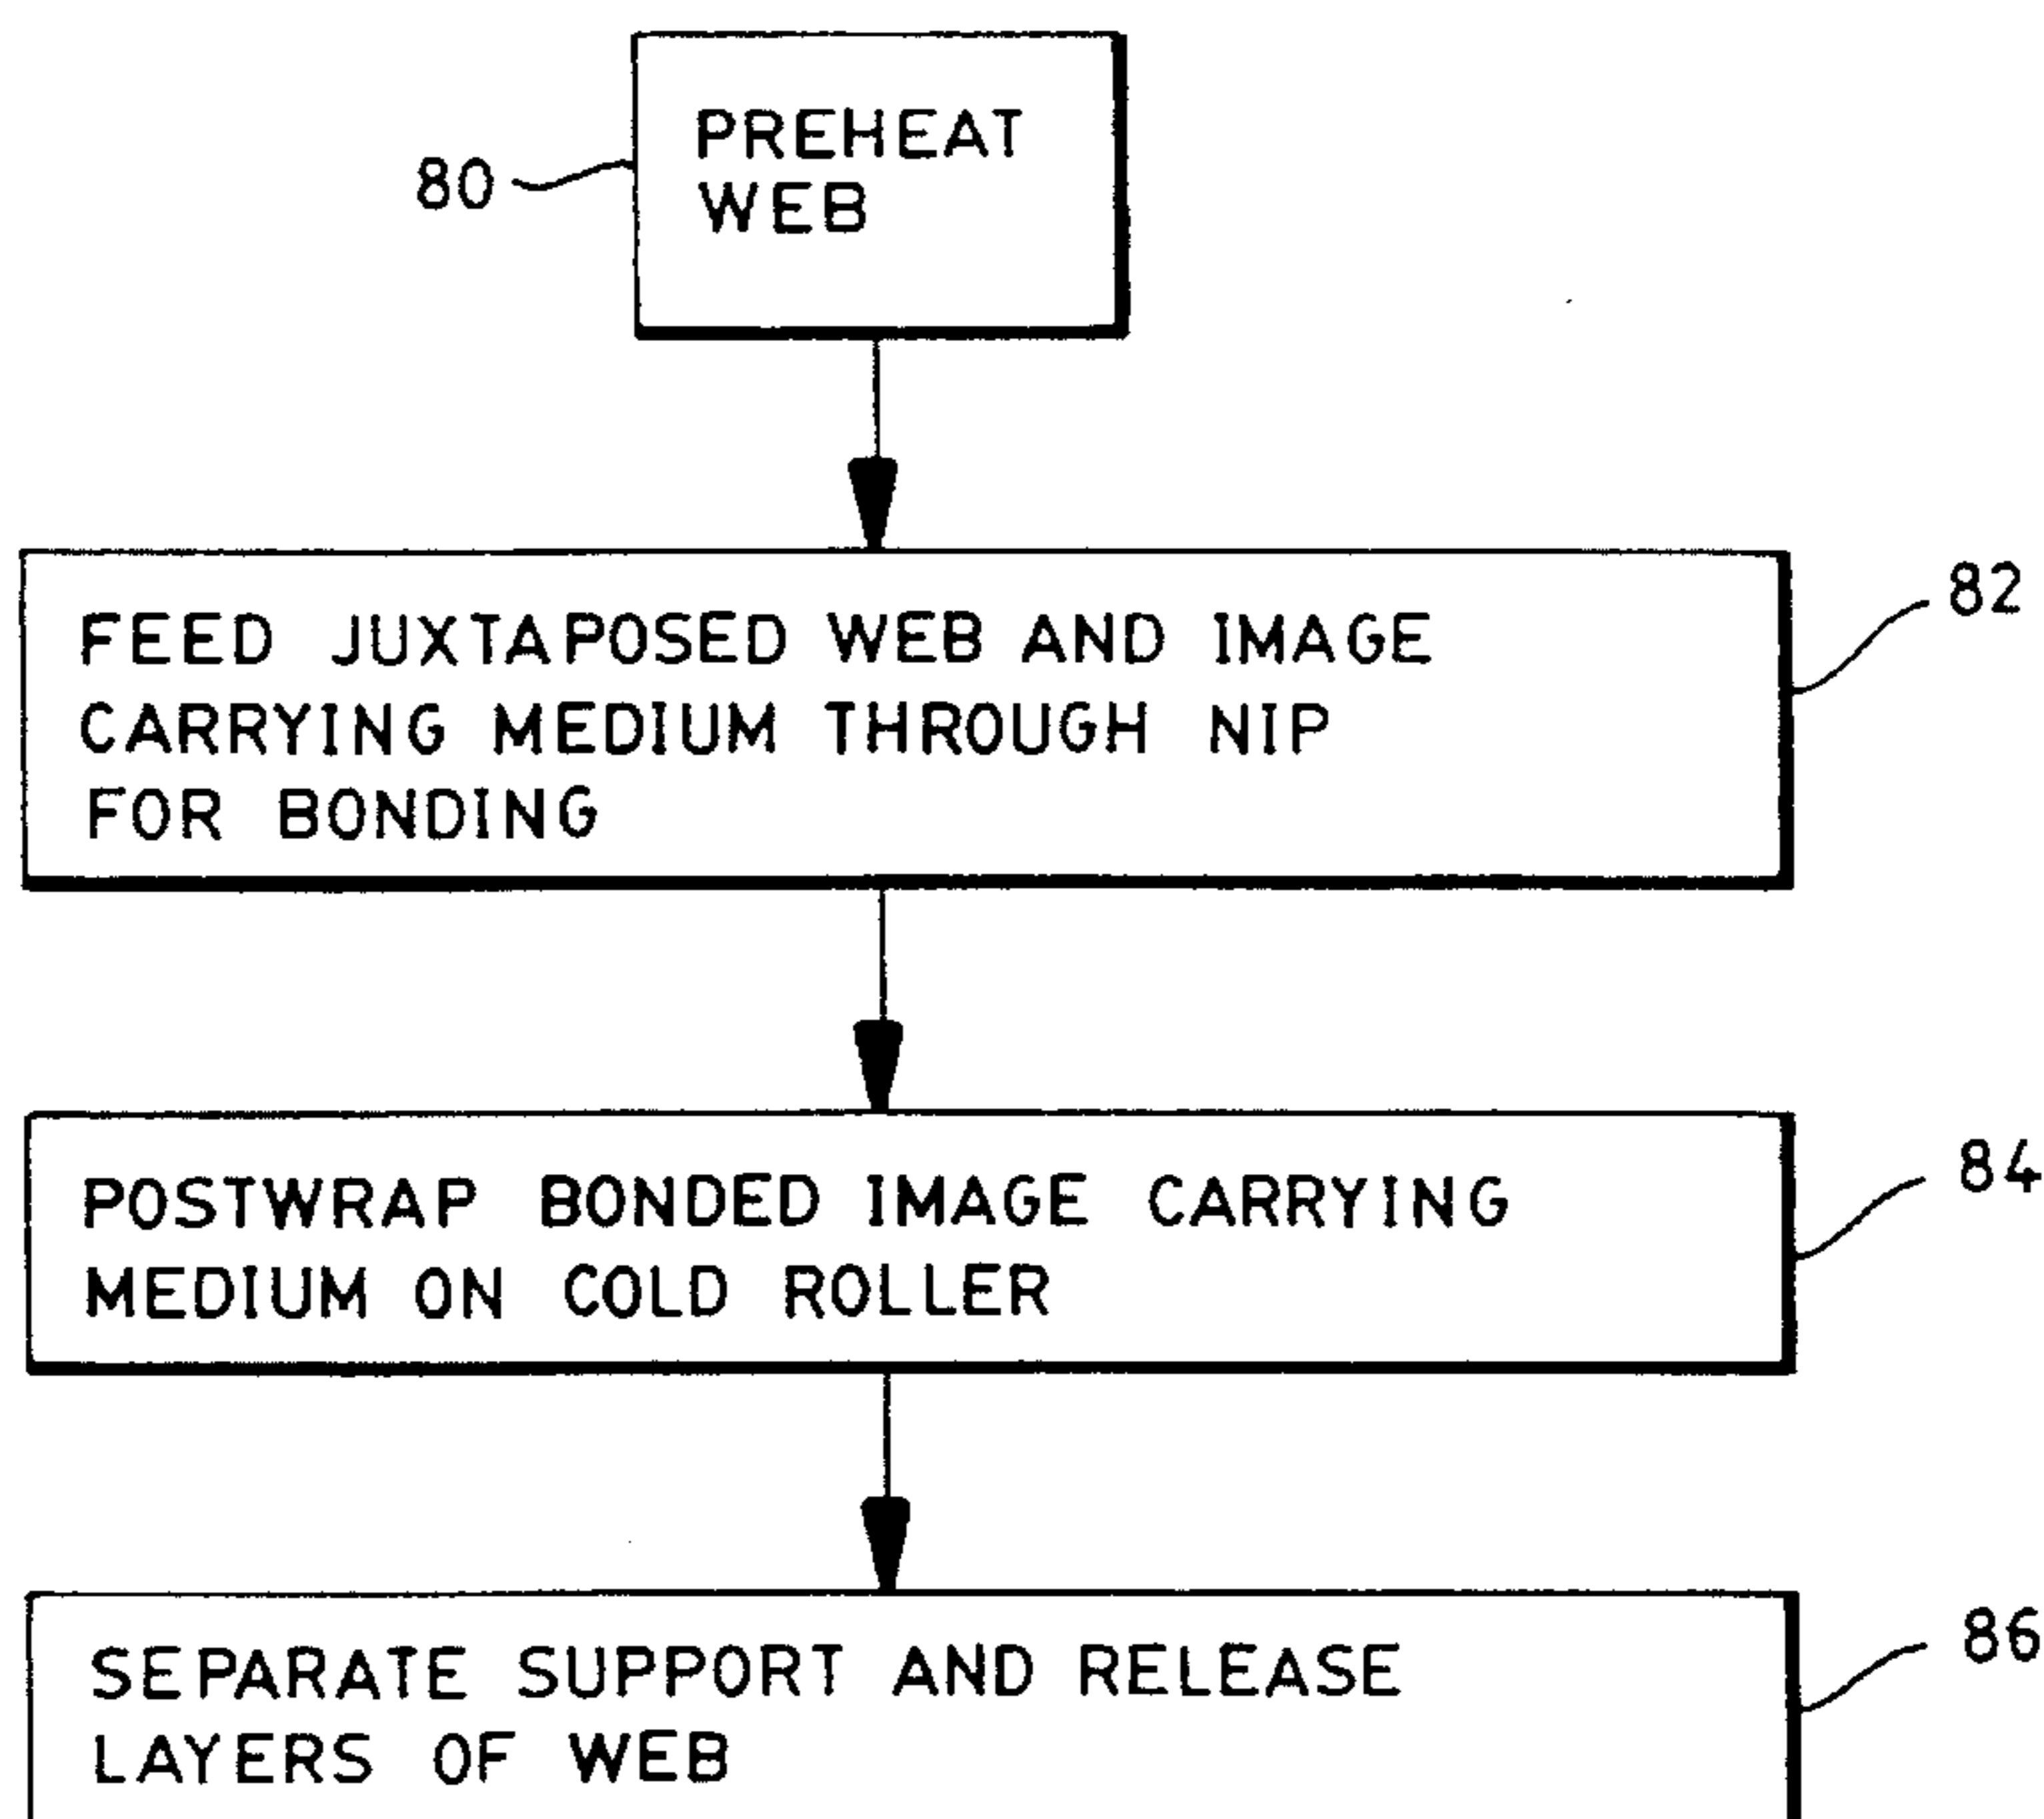 PREHEAT
WEB
80
FEED JUXTAPOSED WEB AND IMAGE
CARRYING MEDIUM THROUGH NIP
FOR BONDING
82
POSTWRAP BONDED IMAGE CARRYING
MEDIUM ON COLD ROLLER
84
SEPARATE SUPPORT AND RELEASE
LAYERS OF WEB
86